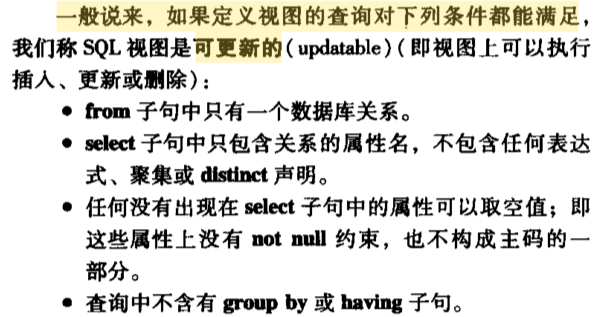 一般说来，如果定义视图的查询对下列条件都能满足，
我们称 SQL 视图是可更新的(updatable)(即视图上可以执行
插入、更新或删除)：
● from 子句中只有一个数据库关系。
● select 子句中只包含关系的属性名，不包含任何表达
式、聚集或 distinct 声明。
● 任何没有出现在 select 子句中的属性可以取空值；即
这些属性上没有 not null 约束，也不构成主码的一
部分。
● 查询中不含有 group by 或 having 子句。